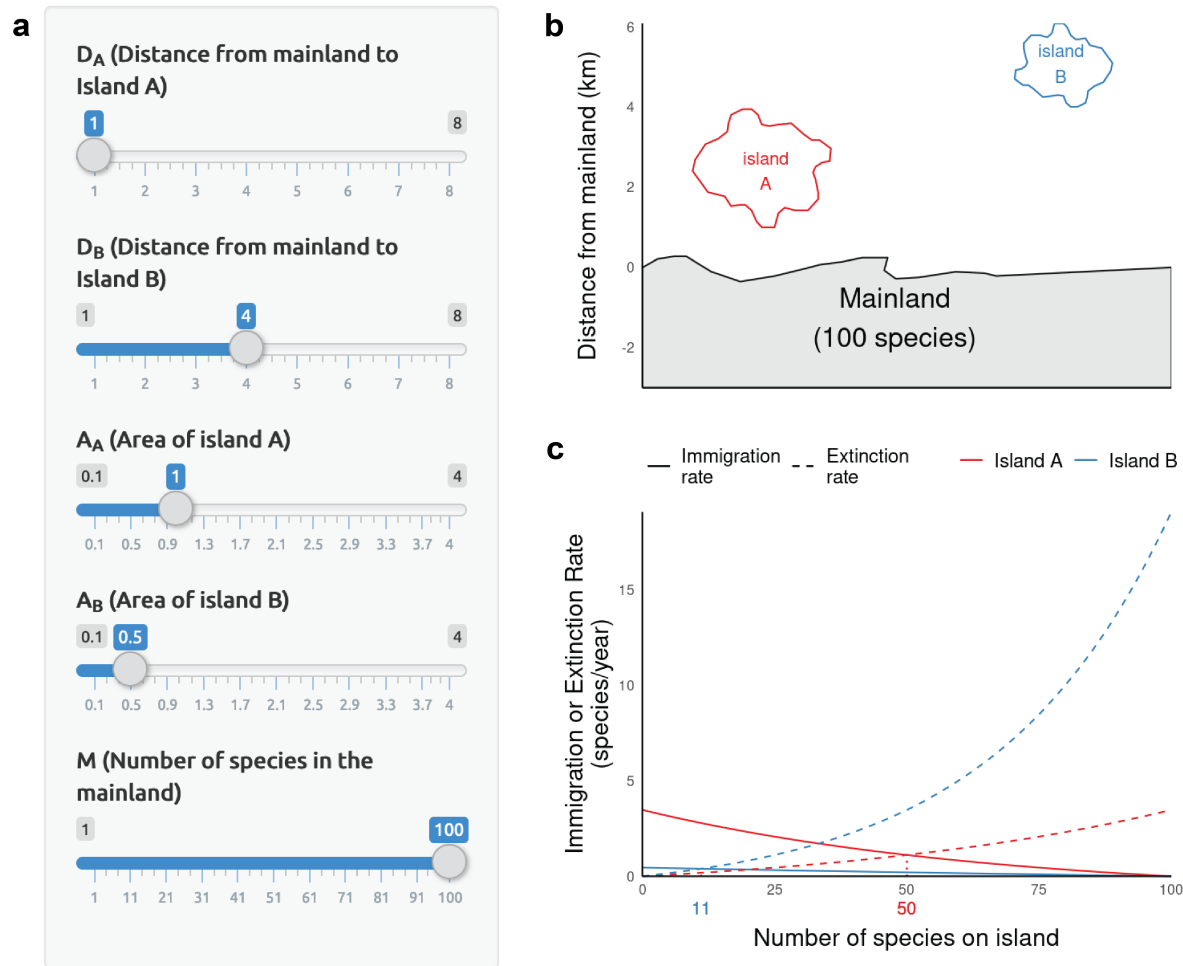 a
D_A (Distance from mainland to
Island A)
1 8
1 2 3 4 5 6 7 8
D_B (Distance from mainland to
Island B)
1 4 8
1 2 3 4 5 6 7 8
A_A (Area of island A)
0.1 1 4
0.1 0.5 0.9 1.3 1.7 2.1 2.5 2.9 3.3 3.7 4
A_B (Area of island B)
0.1 0.5 4
0.1 0.5 0.9 1.3 1.7 2.1 2.5 2.9 3.3 3.7 4
M (Number of species in the
mainland)
1 100
1 11 21 31 41 51 61 71 81 91 100
b
Distance from mainland (km)
6
4
2
0
-2
island
B
island
A
Mainland
(100 species)
c
Immigration
rate
Extinction
rate
Island A
Island B
Immigration or Extinction Rate
(species/year)
15
10
5
0
0 25 50 75 100
11 50
Number of species on island